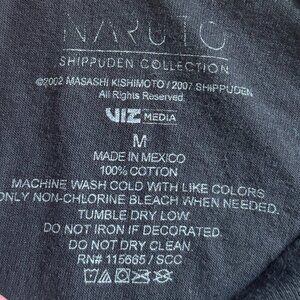 NARUTO
SHIPPUDEN COLLECTION
©2002 MASASHI KISHIMOTO/ 2007 SHIPPUDEN
All Rights Reserved.
VIZ MEDIA
M
MADE IN MEXICO
100% COTTON
MACHINE WASH COLD WITH LIKE COLORS
ONLY NON-CHLORINE BLEACH WHEN NEEDED.
TUMBLE DRY LOW
DO NOT IRON IF DECORATED.
DO NOT DRY CLEAN.
RN# 115665 / SCC